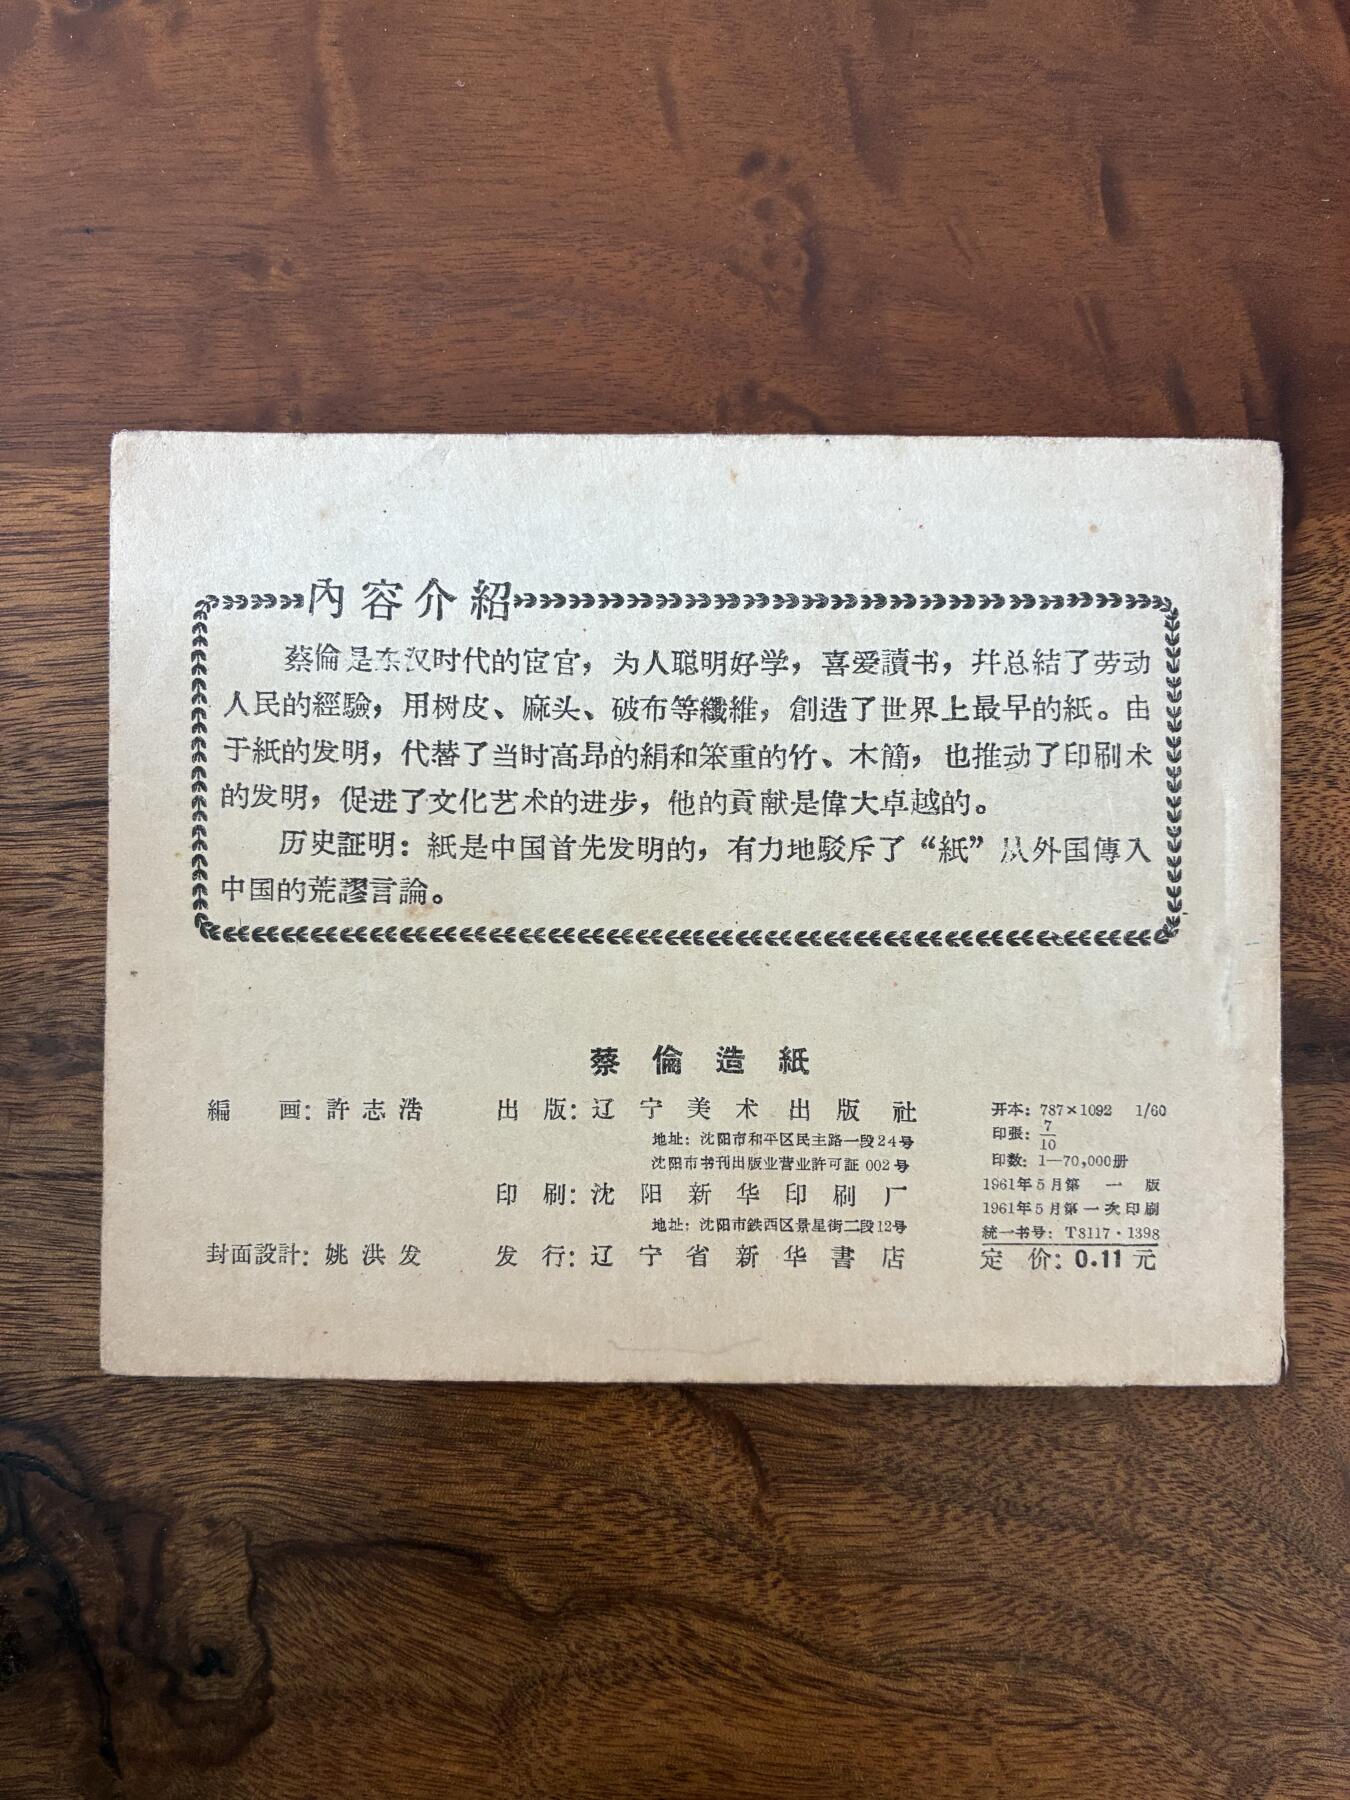 內容介紹
蔡倫是东汉时代的宦官，为人聪明好学，喜爱讀书，幷总結了劳动
人民的經驗，用树皮、麻头、破布等纖維，創造了世界上最早的紙。由
于紙的发明，代替了当时高昂的絹和笨重的竹、木簡，也推动了印刷术
的发明，促进了文化艺术的进步，他的貢献是偉大卓越的。
历史証明：紙是中国首先发明的，有力地駁斥了“紙”从外国傳入
中国的荒謬言論。
蔡倫造紙
編画：許志浩
封面設計：姚洪发
出版：辽宁美术出版社
地址：沈阳市和平区民主路一段24号
沈阳市书刊出版业营业許可証002号
印刷：沈阳新华印刷厂
地址：沈阳市鉄西区景星街二段12号
发行：辽宁省新华書店
开本：787×1092 1/60
印張：7/10
印数：1—70,000册
1961年5月第一版
1961年5月第一次印刷
統一书号：T8117·1398
定价：0.11元